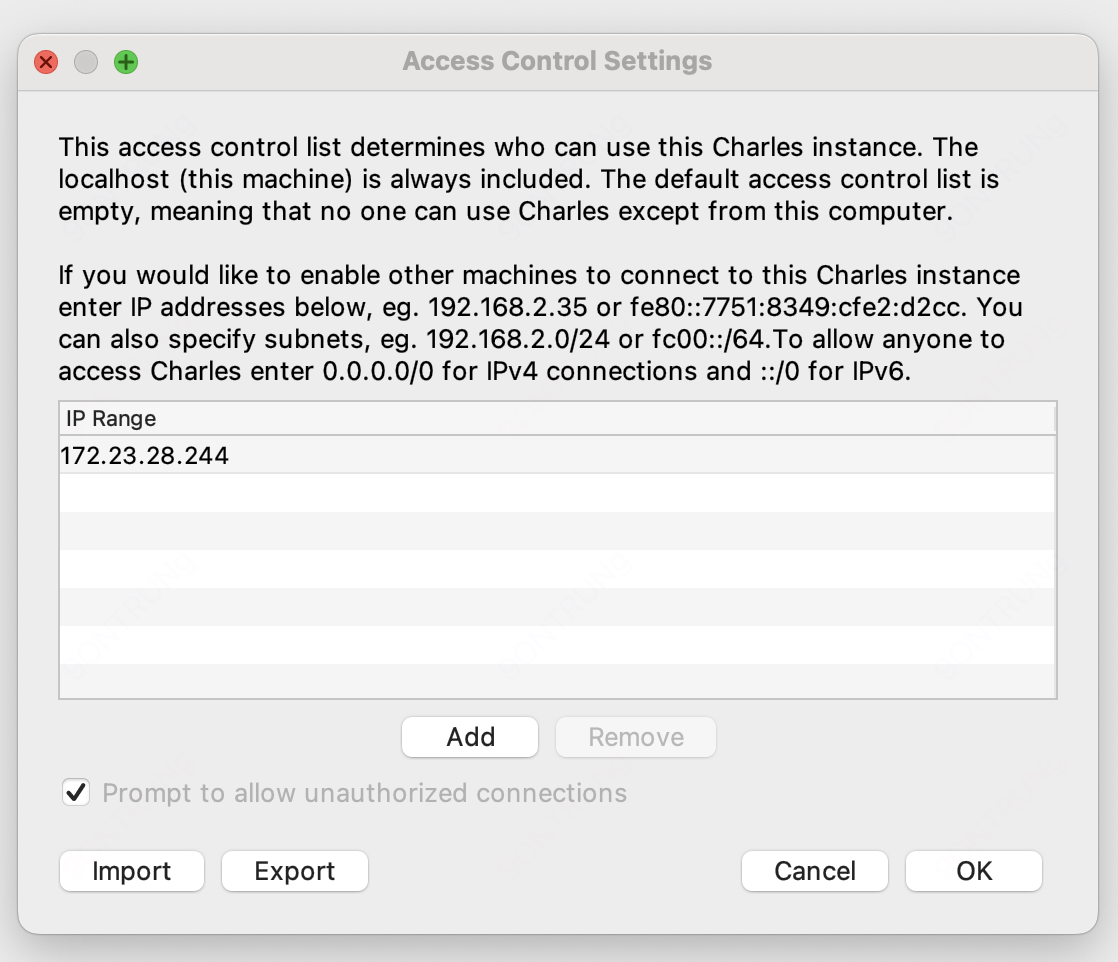 Access Control Settings
This access control list determines who can use this Charles instance. The
localhost (this machine) is always included. The default access control list is
empty, meaning that no one can use Charles except from this computer.
If you would like to enable other machines to connect to this Charles instance
enter IP addresses below, eg. 192.168.2.35 or fe80::7751:8349:cfe2:d2cc. You
can also specify subnets, eg. 192.168.2.0/24 or fc00::/64.To allow anyone to
access Charles enter 0.0.0.0/0 for IPv4 connections and ::/0 for IPv6.
IP Range
172.23.28.244
Add Remove
Prompt to allow unauthorized connections
Import Export Cancel OK